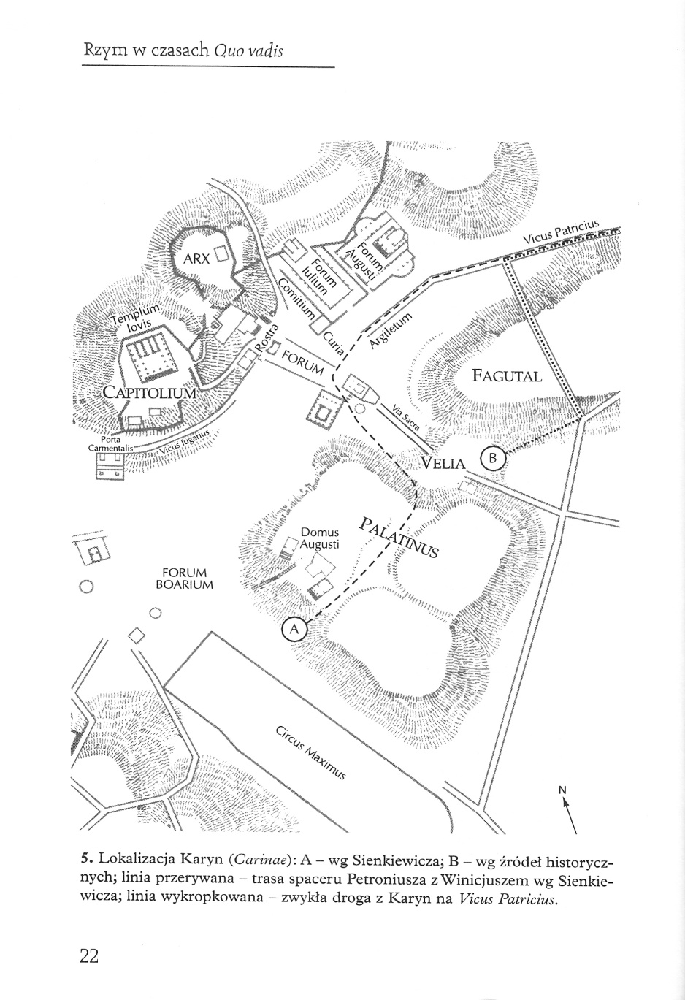 Rzym w czasach Quo vadis
Vicus Patricius
ARX
Forum
Augusti
Forum
Iulium
Comitium
Templum
Iovis
Argiletum
Curia
Rostra
FORUM
FAGUTAL
CAPITOLIUM
Via Sacra
Porta
Carmentalis
Vicus Iugarius
B
VELIA
PALATINUS
Domus
Augusti
FORUM
BOARIUM
A
Circus Maximus
N
5. Lokalizacja Karyn (Carinae): A – wg Sienkiewicza; B – wg źródeł historycz-
nych; linia przerywana – trasa spaceru Petroniusza z Winicjuszem wg Sienkie-
wicza; linia wykropkowana – zwykła droga z Karyn na Vicus Patricius.
22